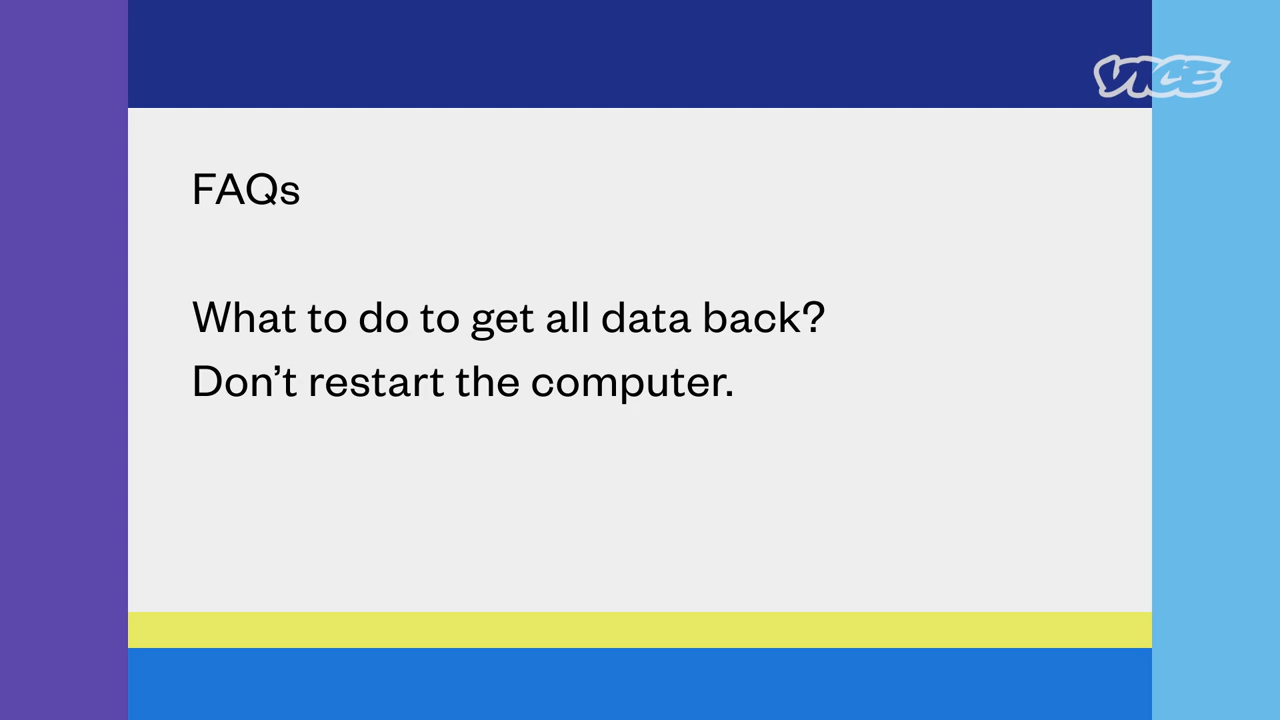 VICE
FAQs
What to do to get all data back?
Don’t restart the computer.